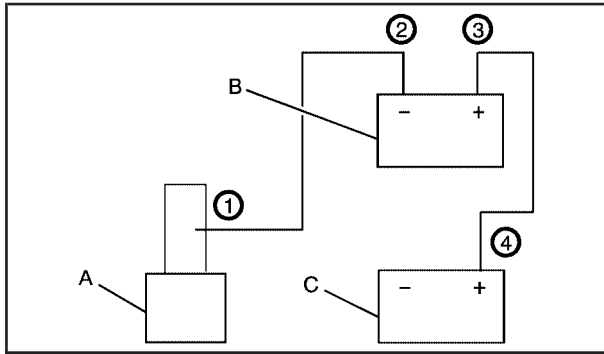 ② ③
B
− +
①
④
A
C
− +